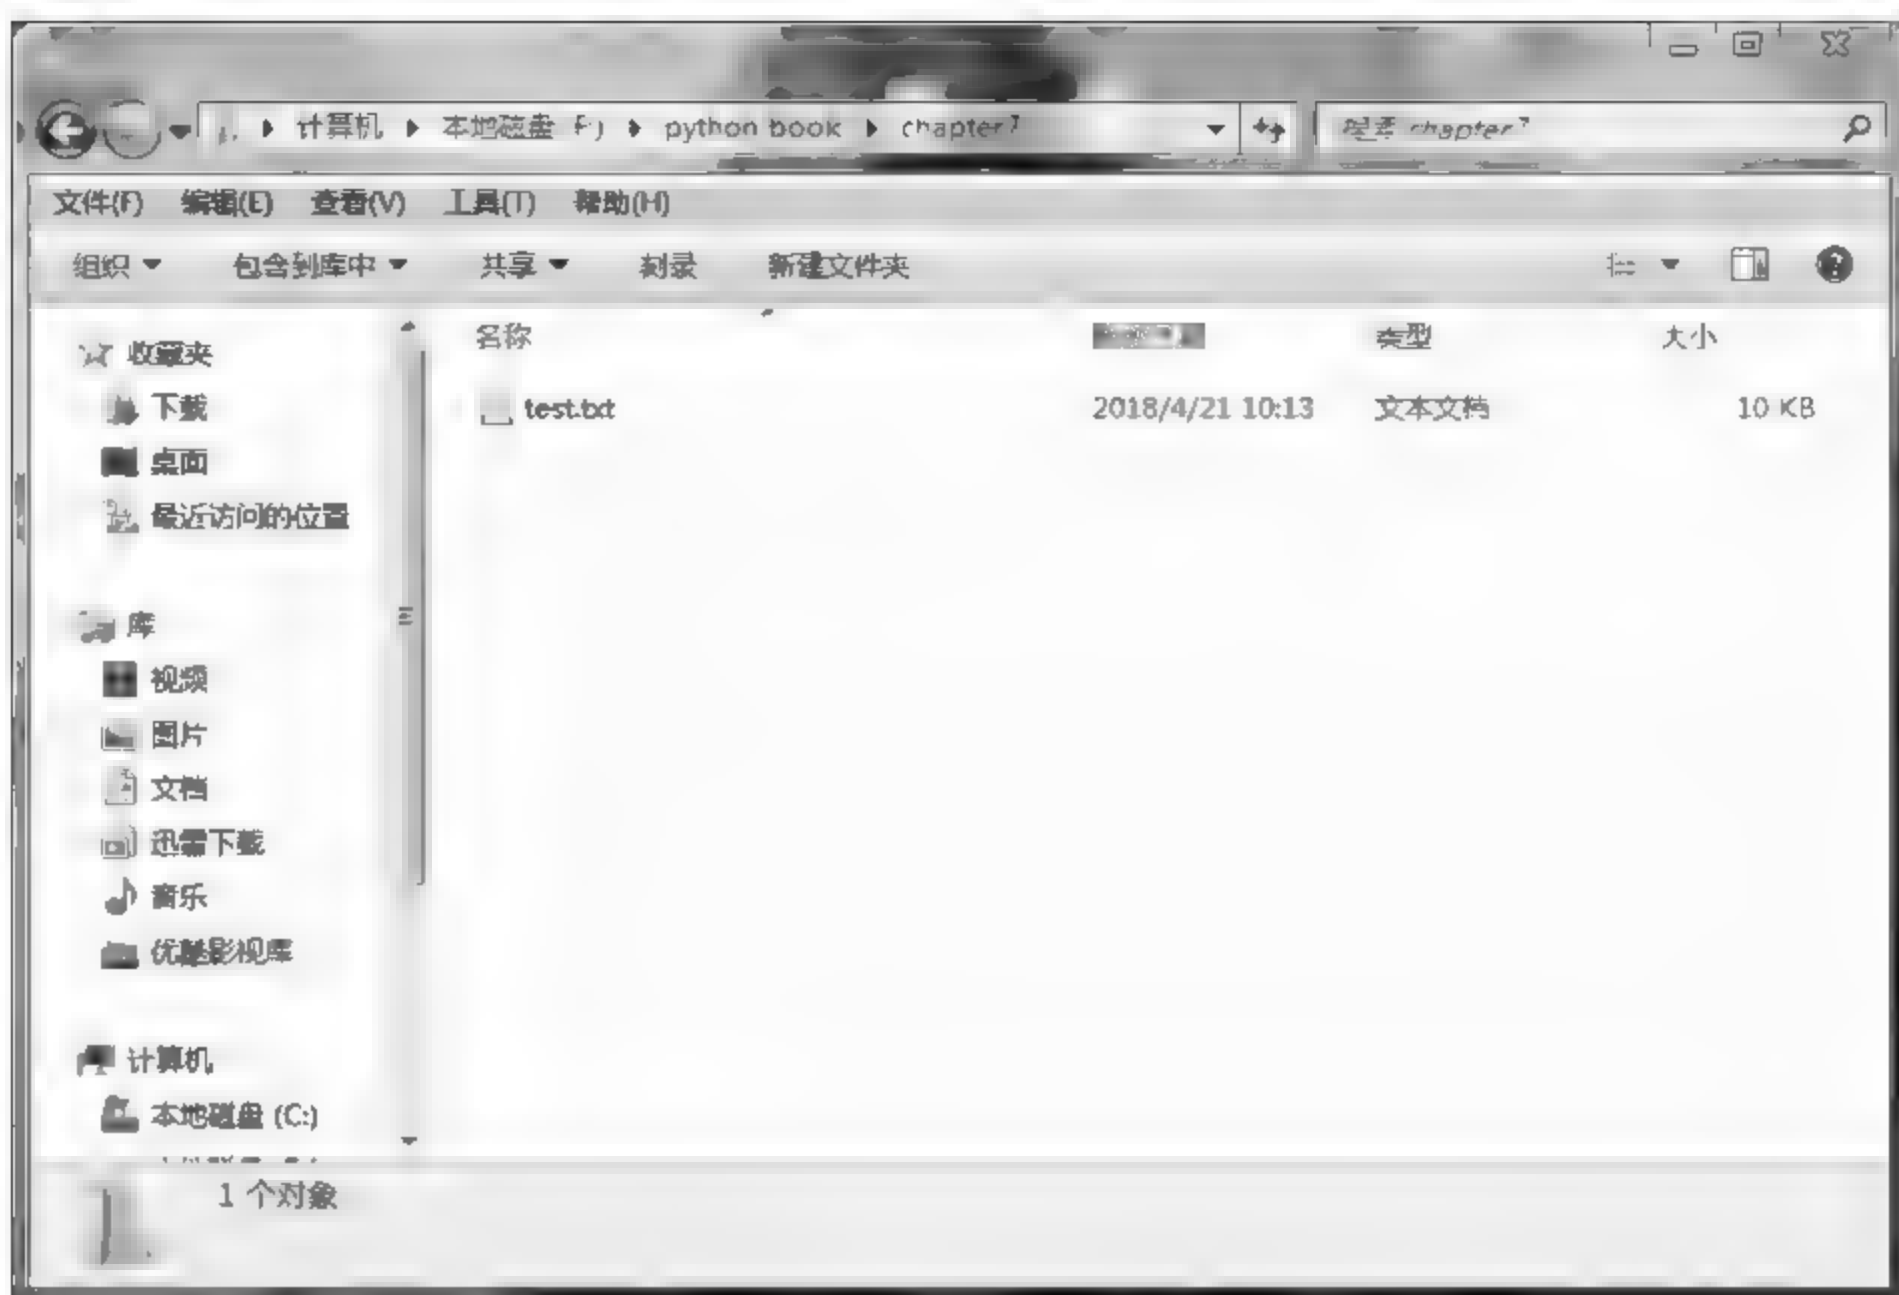 计算机 ▶ 本地磁盘 F:) ▶ python book ▶ chapter7
搜索 chapter7
文件(F) 编辑(E) 查看(V) 工具(T) 帮助(H)
组织 包含到库中 共享 刻录 新建文件夹
名称 类型 大小
test.txt 2018/4/21 10:13 文本文档 10 KB
收藏夹
下载
桌面
最近访问的位置
库
视频
图片
文档
迅雷下载
音乐
优酷影视库
计算机
本地磁盘 (C:)
1 个对象